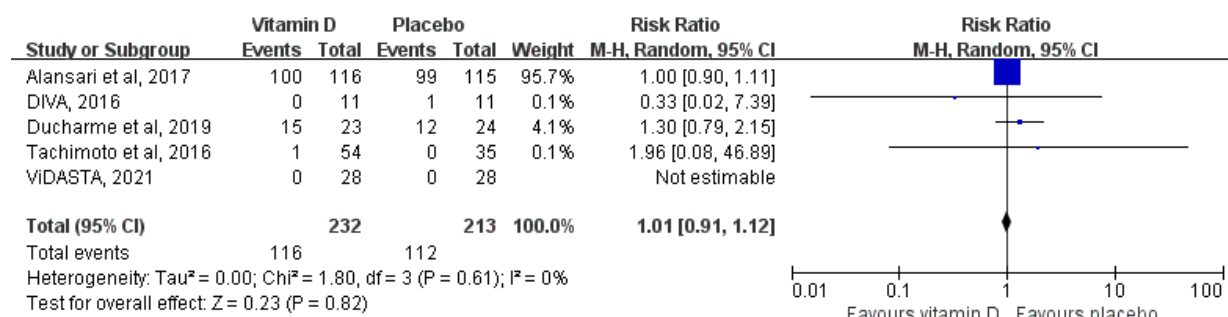 Vitamin D Placebo Risk Ratio Risk Ratio
Study or Subgroup Events Total Events Total Weight M-H, Random, 95% CI M-H, Random, 95% CI
Alansari et al, 2017 100 116 99 115 95.7% 1.00 [0.90, 1.11]
DIVA, 2016 0 11 1 11 0.1% 0.33 [0.02, 7.39]
Ducharme et al, 2019 15 23 12 24 4.1% 1.30 [0.79, 2.15]
Tachimoto et al, 2016 1 54 0 35 0.1% 1.96 [0.08, 46.89]
ViDASTA, 2021 0 28 0 28 Not estimable
Total (95% CI) 232 213 100.0% 1.01 [0.91, 1.12]
Total events 116 112
Heterogeneity: Tau² = 0.00; Chi² = 1.80, df = 3 (P = 0.61); I² = 0%
Test for overall effect: Z = 0.23 (P = 0.82)
0.01 0.1 1 10 100
Favours vitamin D Favours placebo